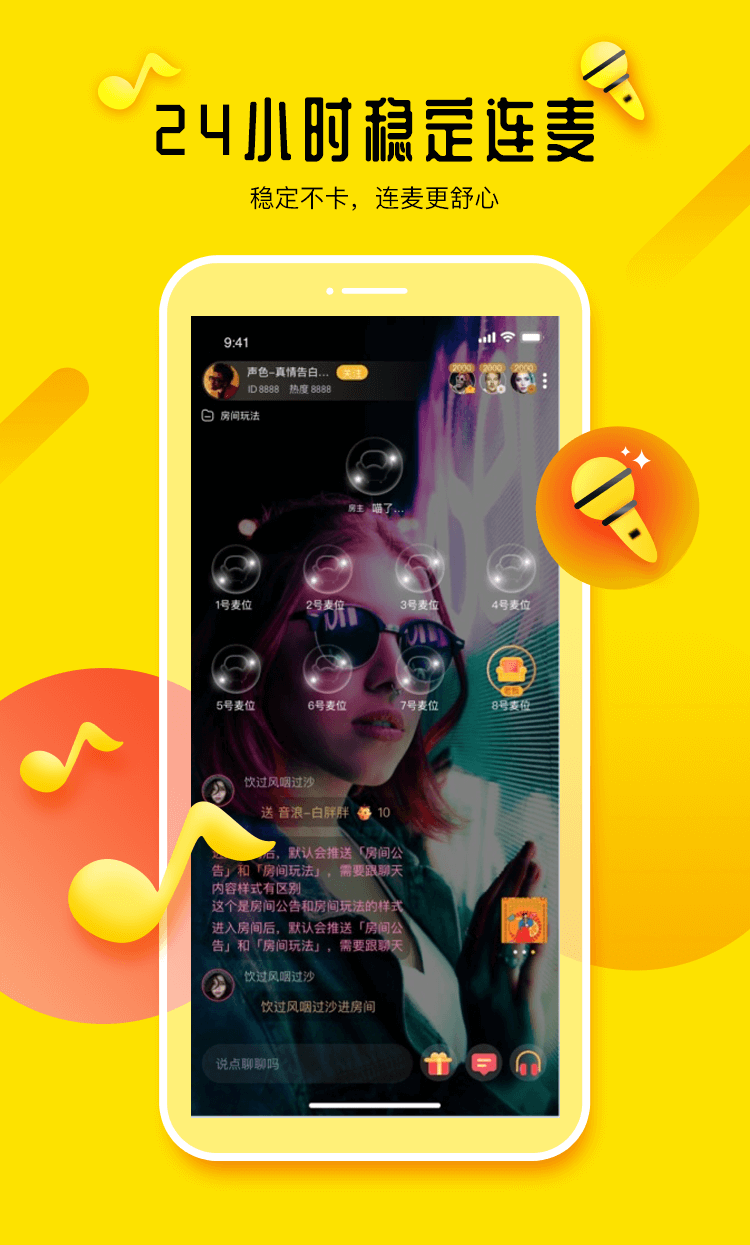 24小时稳定连麦
稳定不卡，连麦更舒心
9:41
声色-真情告白... 关注
ID 8888 热度 8888
2000 2000 2000
房间玩法
房主 喵了...
1号麦位 2号麦位 3号麦位 4号麦位
老板
5号麦位 6号麦位 7号麦位 8号麦位
饮过风咽过沙
送 音浪-白胖胖 10
后，默认会推送「房间公
告」和「房间玩法」，需要跟聊天
内容样式有区别
这个是房间公告和房间玩法的样式
进入房间后，默认会推送「房间公
告」和「房间玩法」，需要跟聊天
饮过风咽过沙
饮过风咽过沙进房间
说点聊聊吗